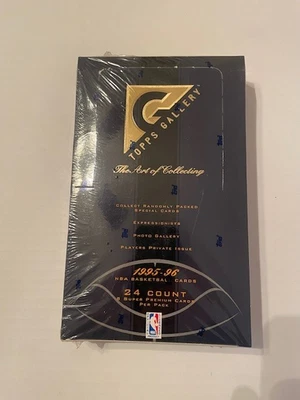 TOPPS GALLERY
The Art of Collecting
COLLECT RANDOMLY PACKED
SPECIAL CARDS
EXPRESSIONISTS
PHOTO GALLERY
PLAYERS PRIVATE ISSUE
1995-96
NBA BASKETBALL CARDS
24 COUNT
8 SUPER PREMIUM CARDS
PER PACK
NBA